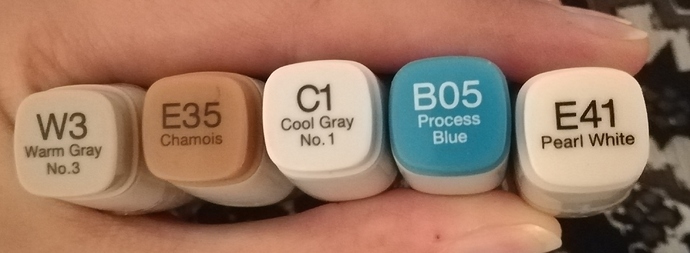 W3
Warm Gray
No.3
E35
Chamois
C1
Cool Gray
No.1
B05
Process
Blue
E41
Pearl White